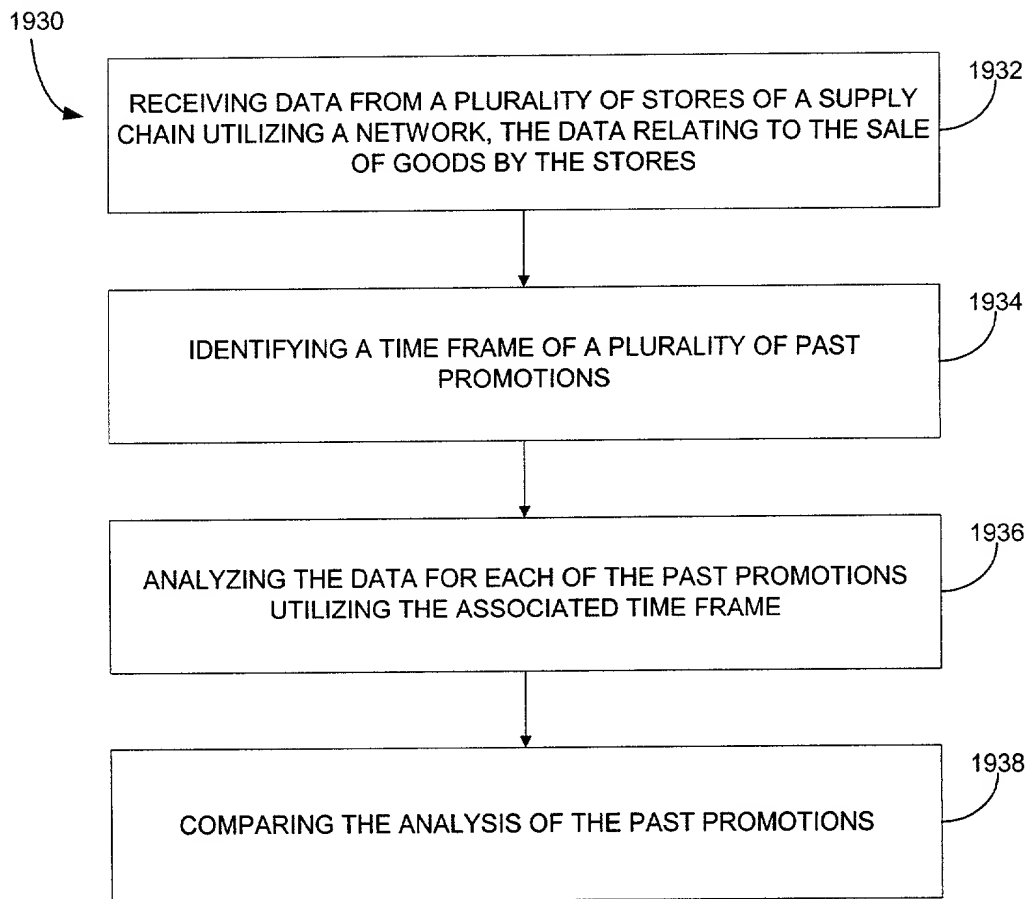 1930
1932
RECEIVING DATA FROM A PLURALITY OF STORES OF A SUPPLY
CHAIN UTILIZING A NETWORK, THE DATA RELATING TO THE SALE
OF GOODS BY THE STORES
1934
IDENTIFYING A TIME FRAME OF A PLURALITY OF PAST
PROMOTIONS
1936
ANALYZING THE DATA FOR EACH OF THE PAST PROMOTIONS
UTILIZING THE ASSOCIATED TIME FRAME
1938
COMPARING THE ANALYSIS OF THE PAST PROMOTIONS